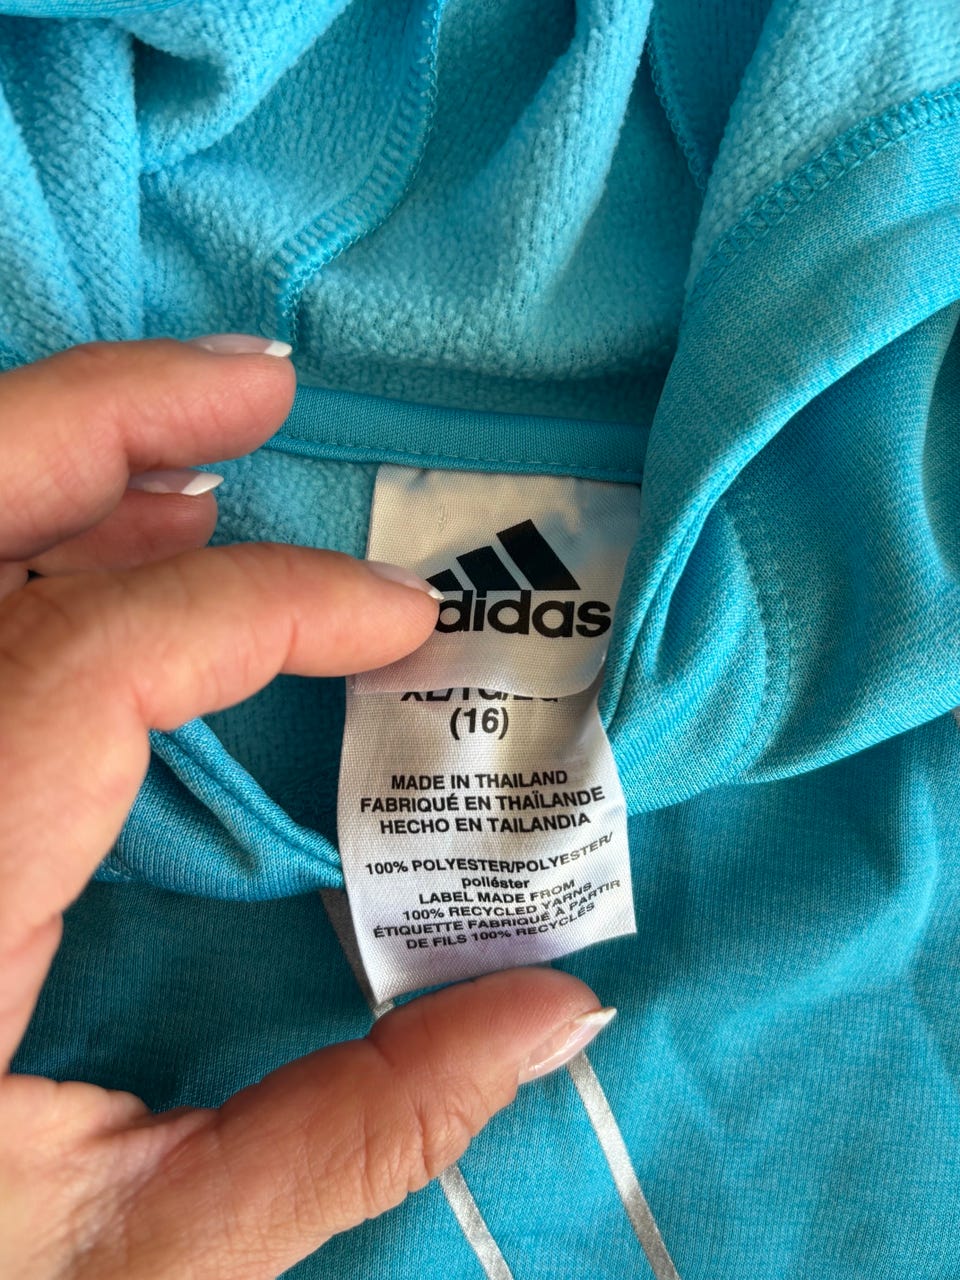 adidas
(16)
MADE IN THAILAND
FABRIQUÉ EN THAÏLANDE
HECHO EN TAILANDIA
100% POLYESTER/POLYESTER/
poliéster
LABEL MADE FROM
100% RECYCLED YARNS
ÉTIQUETTE FABRIQUÉ À PARTIR
DE FILS 100% RECYCLÉS